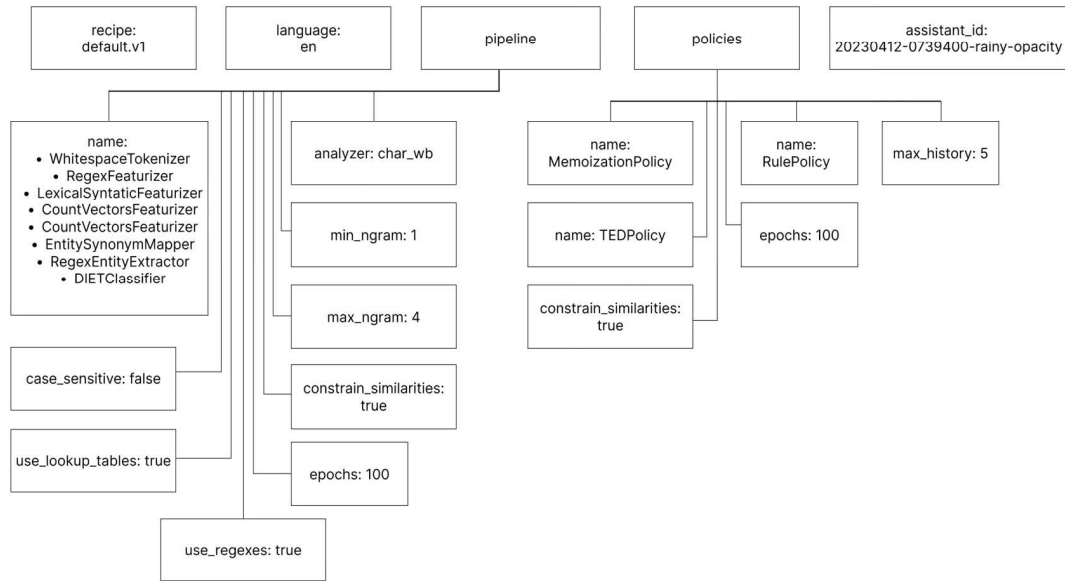 recipe:
default.v1
language:
en
pipeline
policies
assistant_id:
20230412-0739400-rainy-opacity
name:
• WhitespaceTokenizer
• RegexFeaturizer
• LexicalSyntaticFeaturizer
• CountVectorsFeaturizer
• CountVectorsFeaturizer
• EntitySynonymMapper
• RegexEntityExtractor
• DIETClassifier
analyzer: char_wb
min_ngram: 1
max_ngram: 4
constrain_similarities:
true
epochs: 100
case_sensitive: false
use_lookup_tables: true
use_regexes: true
name:
MemoizationPolicy
name:
RulePolicy
max_history: 5
name: TEDPolicy
epochs: 100
constrain_similarities:
true